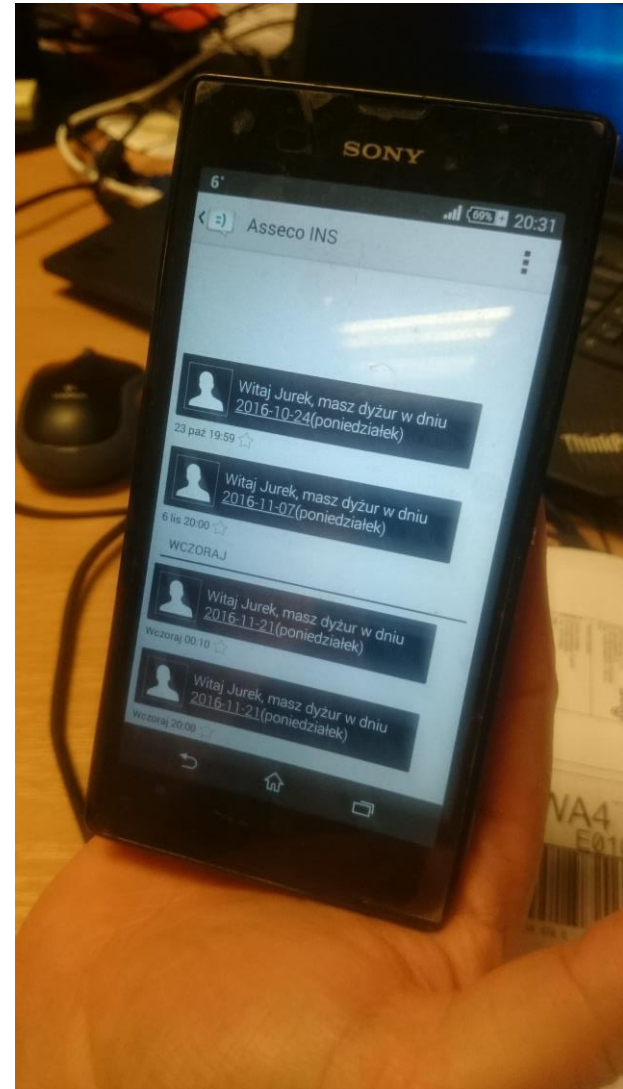 SONY
6°
69% 20:31
Asseco INS
Witaj Jurek, masz dyżur w dniu
2016-10-24(poniedziałek)
23 paź 19:59
Witaj Jurek, masz dyżur w dniu
2016-11-07(poniedziałek)
6 lis 20:00
WCZORAJ
Witaj Jurek, masz dyżur w dniu
2016-11-21(poniedziałek)
Wczoraj 00:10
Witaj Jurek, masz dyżur w dniu
2016-11-21(poniedziałek)
Wczoraj 20:00